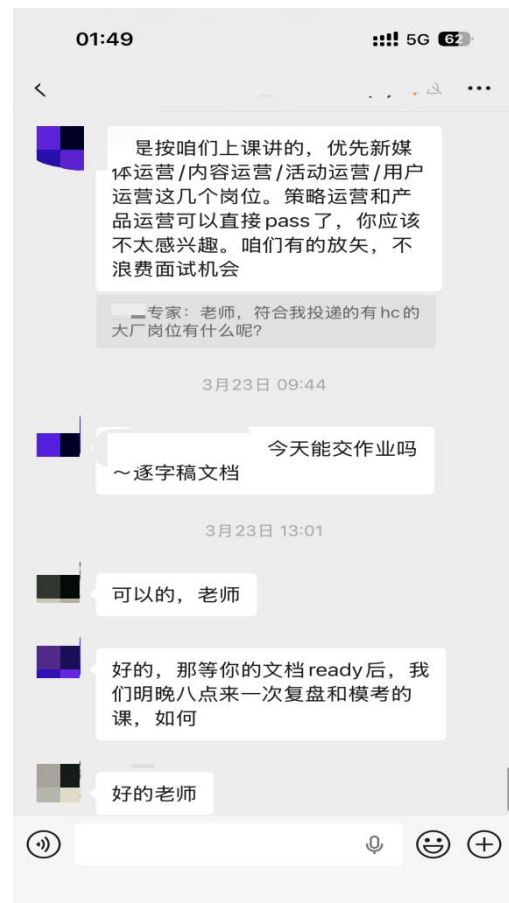 01:49
5G 62
是按咱们上课讲的，优先新媒
体运营/内容运营/活动运营/用户
运营这几个岗位。策略运营和产
品运营可以直接pass了，你应该
不太感兴趣。咱们有的放矢，不
浪费面试机会
专家：老师，符合我投递的有hc的
大厂岗位有什么呢？
3月23日 09:44
今天能交作业吗
～逐字稿文档
3月23日 13:01
可以的，老师
好的，那等你的文档ready后，我
们明晚八点来一次复盘和模考的
课，如何
好的老师